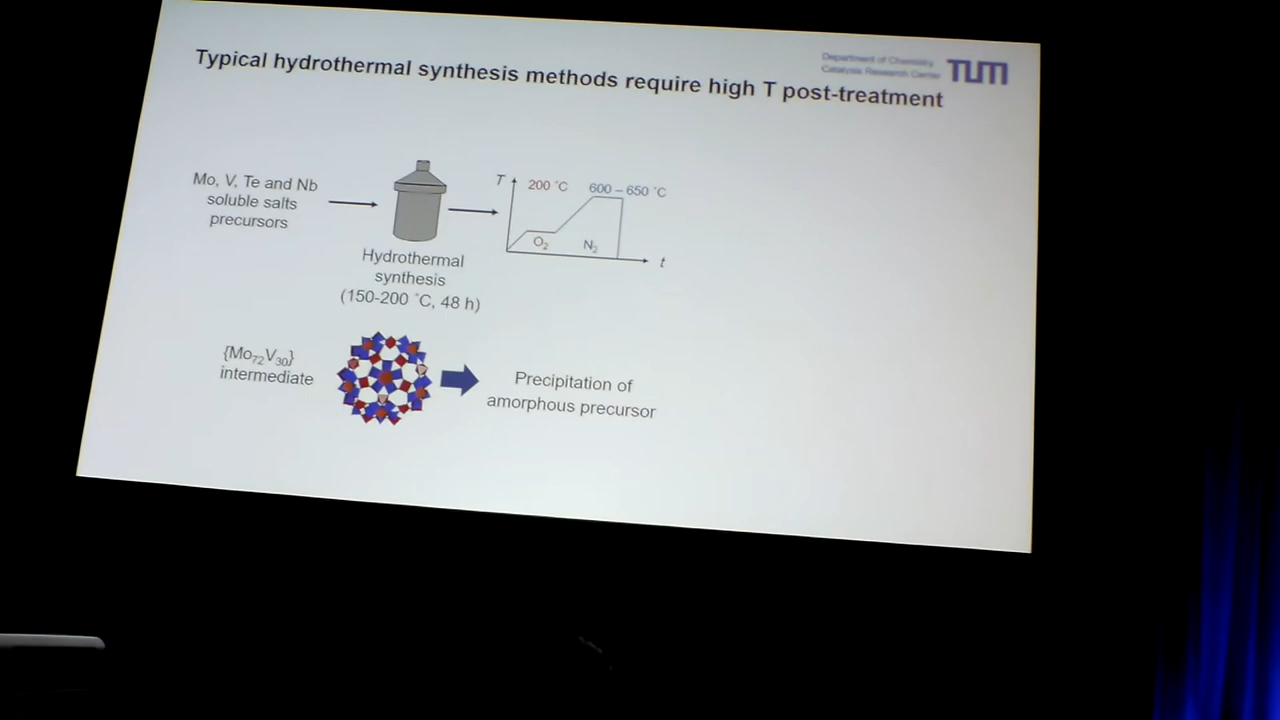 Typical hydrothermal synthesis methods require high T post-treatment
Department of Chemistry
Catalysis Research Center
TUM
Mo, V, Te and Nb
soluble salts
precursors
Hydrothermal
synthesis
(150-200 °C, 48 h)
T
200 °C
600 – 650 °C
O₂
N₂
t
{Mo₇₂V₃₀}
intermediate
Precipitation of
amorphous precursor